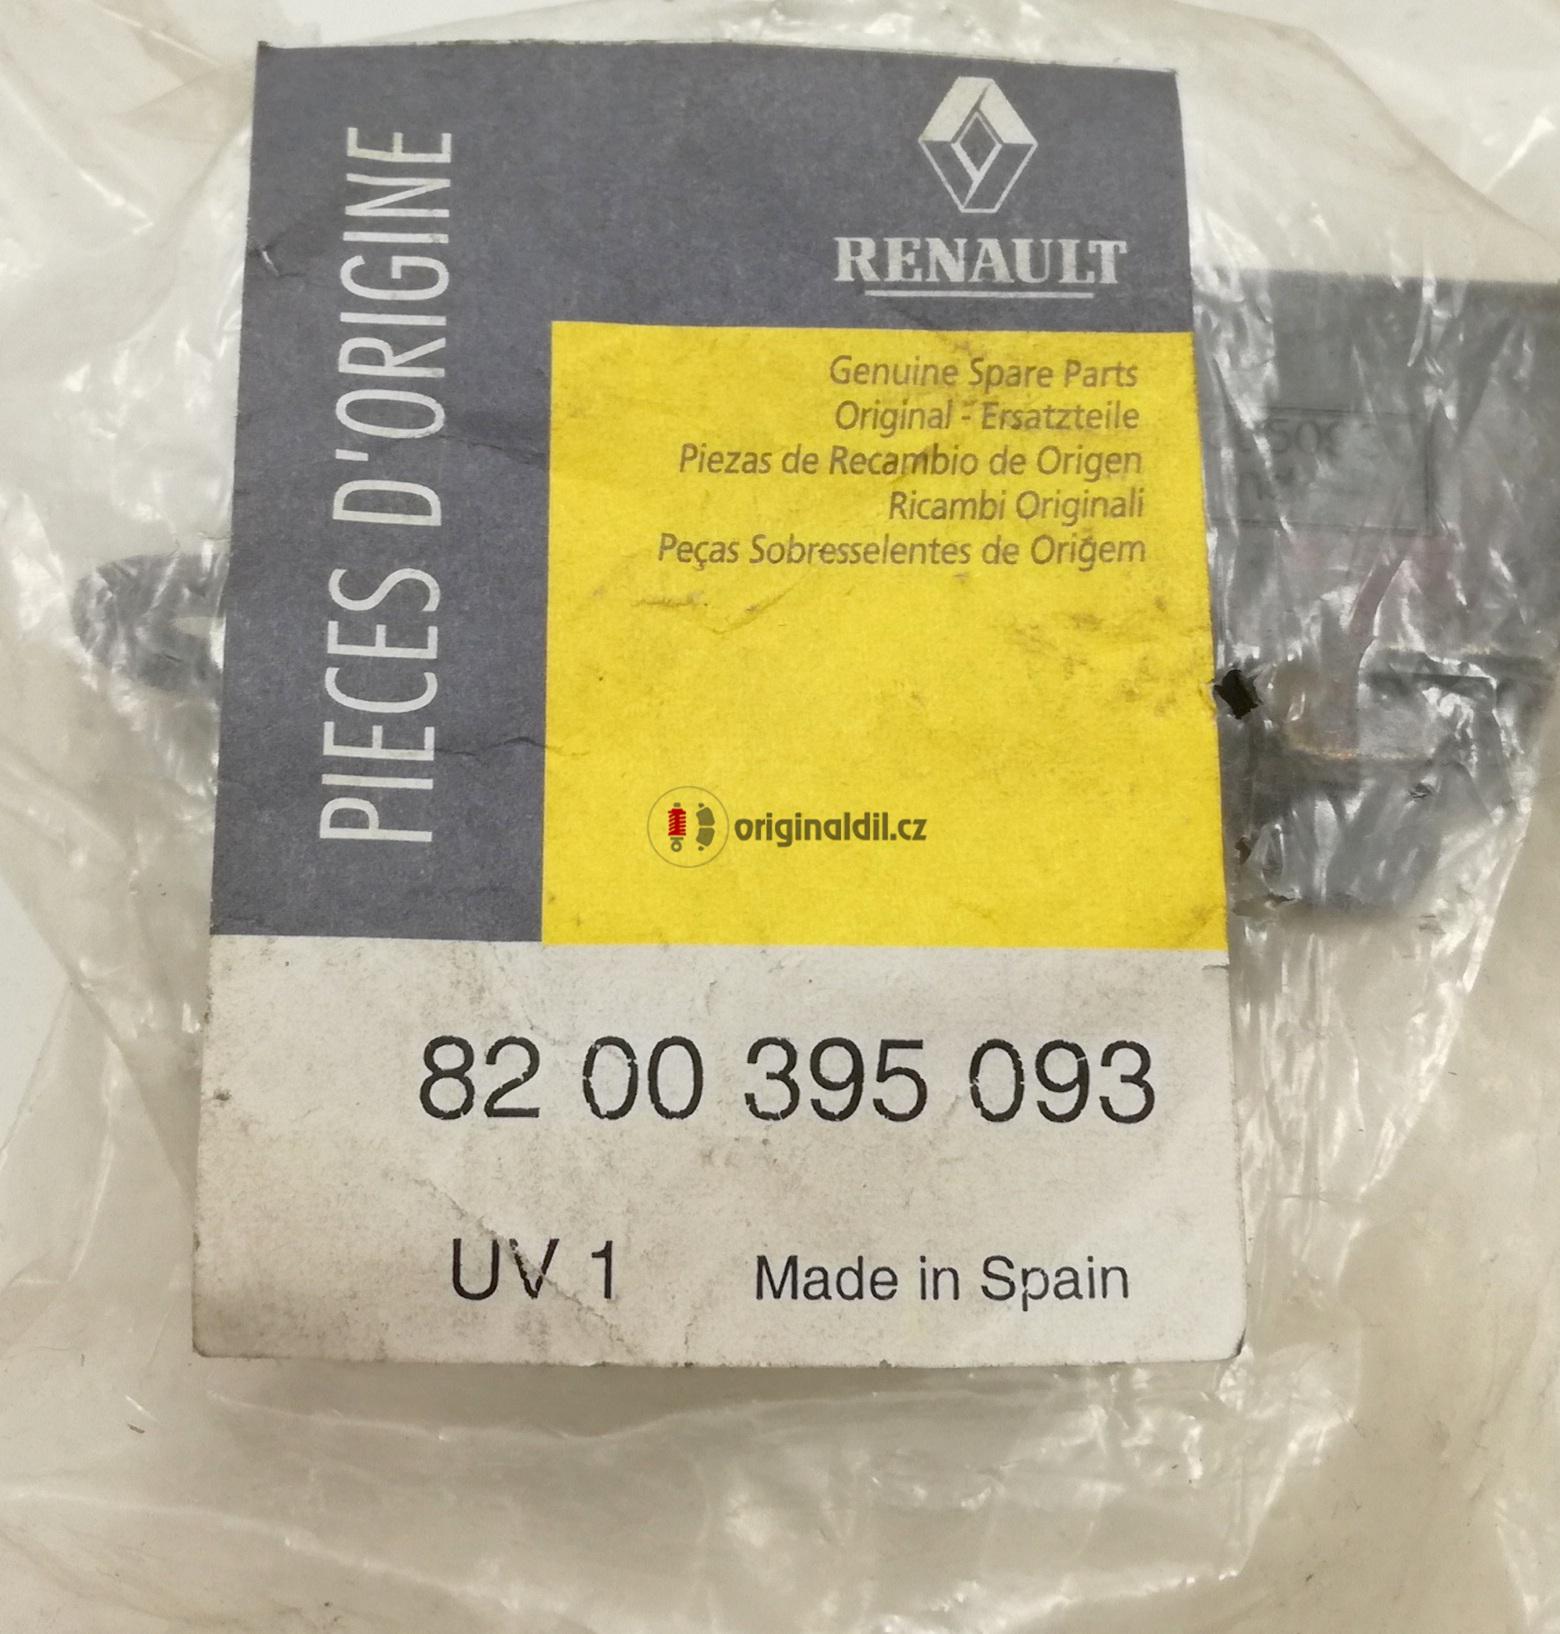 PIECES D'ORIGINE
RENAULT
Genuine Spare Parts
Original - Ersatzteile
Piezas de Recambio de Origen
Ricambi Originali
Peças Sobresselentes de Origem
originaldil.cz
82 00 395 093
UV 1
Made in Spain